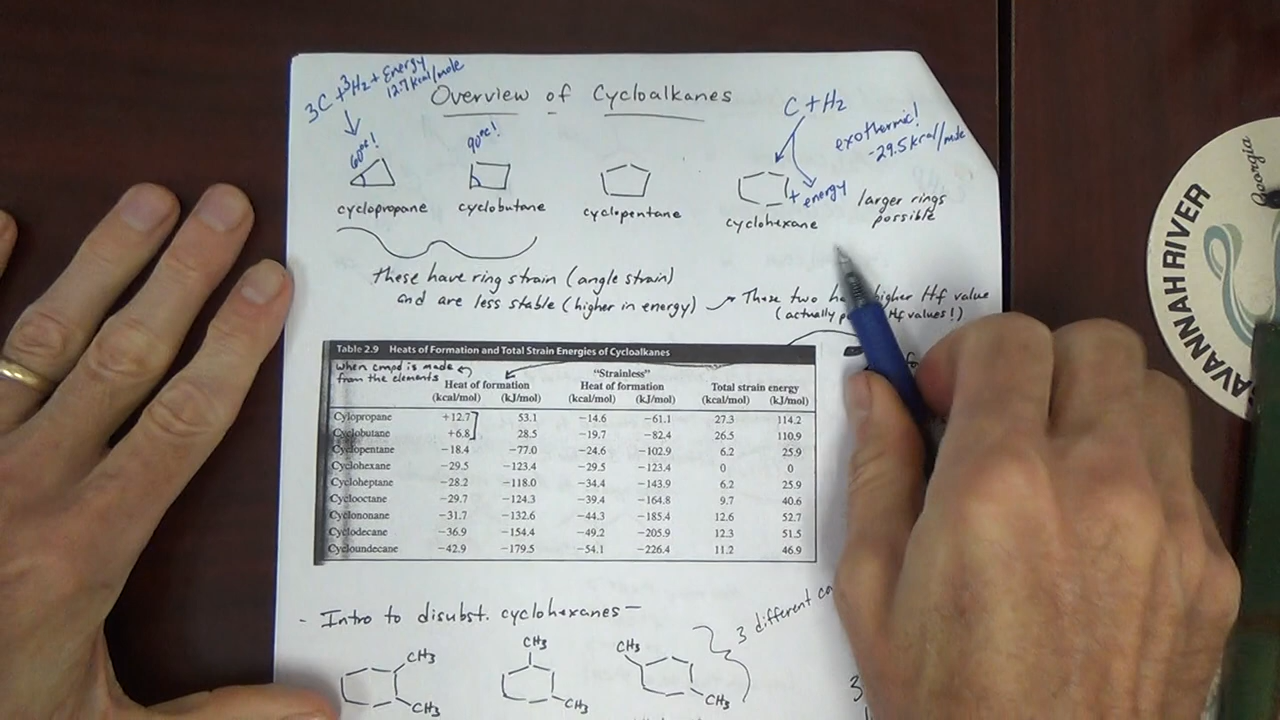 Overview of Cycloalkanes
3C + 3H2 + Energy
12.7 kcal/mole
60°!
90°!
C + H2
exothermic!
-29.5 kcal/mole
+ energy
cyclopropane
cyclobutane
cyclopentane
cyclohexane
larger rings
possible
these have ring strain (angle strain)
and are less stable (higher in energy)
These two higher Hf value
(actually Hf values!)
Table 2.9 Heats of Formation and Total Strain Energies of Cycloalkanes
when cmpd is made
from the elements
"Strainless"
Heat of formation Heat of formation Total strain energy
(kcal/mol) (kJ/mol) (kcal/mol) (kJ/mol) (kcal/mol) (kJ/mol)
Cylopropane +12.7 53.1 −14.6 −61.1 27.3 114.2
Cyclobutane +6.8 28.5 −19.7 −82.4 26.5 110.9
Cyclopentane −18.4 −77.0 −24.6 −102.9 6.2 25.9
Cyclohexane −29.5 −123.4 −29.5 −123.4 0 0
Cycloheptane −28.2 −118.0 −34.4 −143.9 6.2 25.9
Cyclooctane −29.7 −124.3 −39.4 −164.8 9.7 40.6
Cyclononane −31.7 −132.6 −44.3 −185.4 12.6 52.7
Cyclodecane −36.9 −154.4 −49.2 −205.9 12.3 51.5
Cycloundecane −42.9 −179.5 −54.1 −226.4 11.2 46.9
- Intro to disubst. cyclohexanes -
CH3
CH3
CH3
CH3
CH3
CH3
3 different
3
SAVANNAH RIVER
Georgia